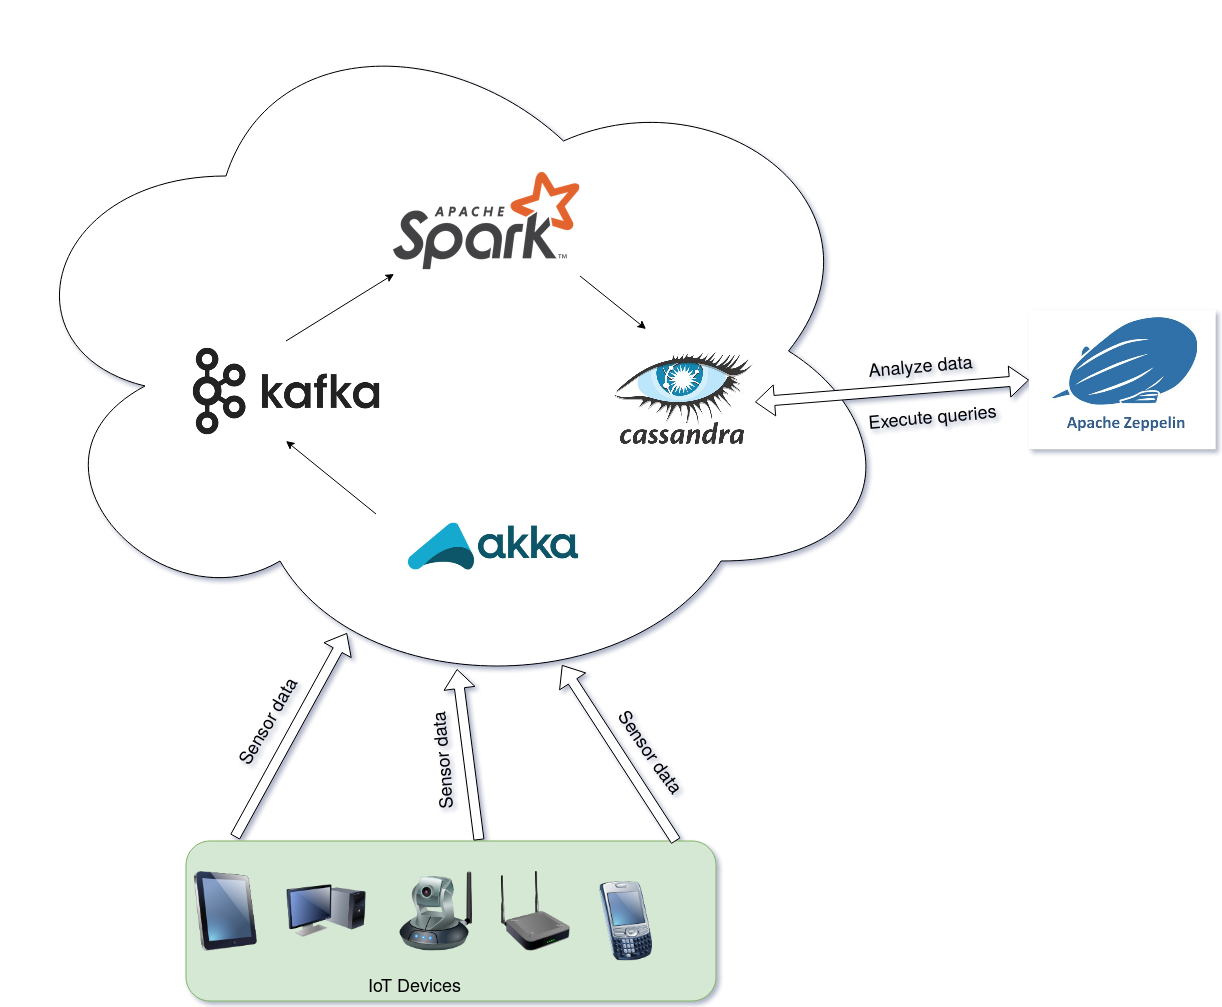 APACHE
Spark™
kafka
cassandra
akka
Analyze data
Execute queries
Apache Zeppelin
Sensor data
Sensor data
Sensor data
IoT Devices